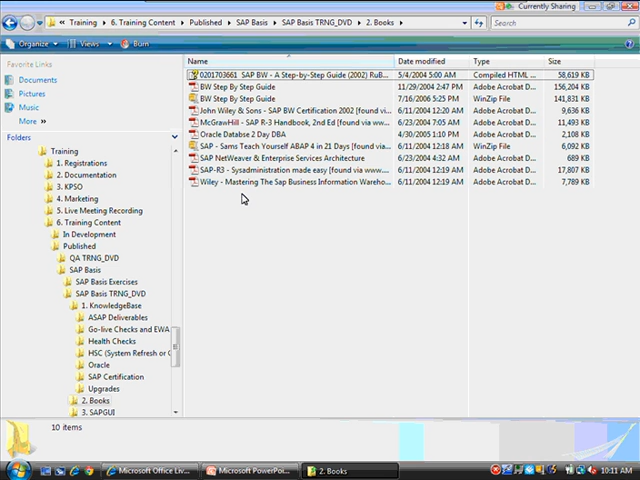 Currently Sharing
Training ▸ 6. Training Content ▸ Published ▸ SAP Basis ▸ SAP Basis TRNG_DVD ▸ 2. Books ▸
Search
Organize Views Burn
Favorite Links
Documents
Pictures
Music
More »
Folders
Training
1. Registrations
2. Documentation
3. KPSO
4. Marketing
5. Live Meeting Recording
6. Training Content
In Development
Published
QA TRNG_DVD
SAP Basis
SAP Basis Exercises
SAP Basis TRNG_DVD
1. KnowledgeBase
ASAP Deliverables
Go-live Checks and EWA
Health Checks
HSC (System Refresh or C
Oracle
SAP Certification
Upgrades
2. Books
3. SAPGUI
Name Date modified Type Size
0201703661 SAP BW - A Step-by-Step Guide (2002) RuB... 5/4/2004 5:00 AM Compiled HTML ... 58,619 KB
BW Step By Step Guide 11/29/2004 2:47 PM Adobe Acrobat D... 156,204 KB
BW Step By Step Guide 7/16/2006 5:25 PM WinZip File 141,831 KB
John Wiley & Sons - SAP BW Certification 2002 [found vi... 6/11/2004 12:20 AM Adobe Acrobat D... 9,636 KB
McGrawHill - SAP R-3 Handbook, 2nd Ed [found via www... 6/23/2004 7:05 AM Adobe Acrobat D... 11,493 KB
Oracle Databse 2 Day DBA 4/30/2005 1:10 PM Adobe Acrobat D... 2,108 KB
SAP - Sams Teach Yourself ABAP 4 in 21 Days [found vi... 6/11/2004 12:18 AM WinZip File 6,092 KB
SAP NetWeaver & Enterprise Services Architecture 6/23/2004 4:32 AM Adobe Acrobat D... 689 KB
SAP-R3 - Sysadministration made easy [found via www.... 6/11/2004 12:19 AM Adobe Acrobat D... 17,807 KB
Wiley - Mastering The Sap Business Information Wareho... 6/11/2004 12:19 AM Adobe Acrobat D... 7,789 KB
10 items
Microsoft Office Liv... Microsoft PowerPoi... 2. Books 10:11 AM